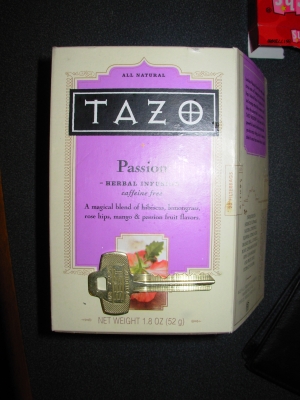 ALL NATURAL
TAZO
Passion
HERBAL
caffeine free
A magical blend of hibiscus, lemongrass,
rose hips, mango & passion fruit flavors.
NET WEIGHT 1.8 OZ (52 g)